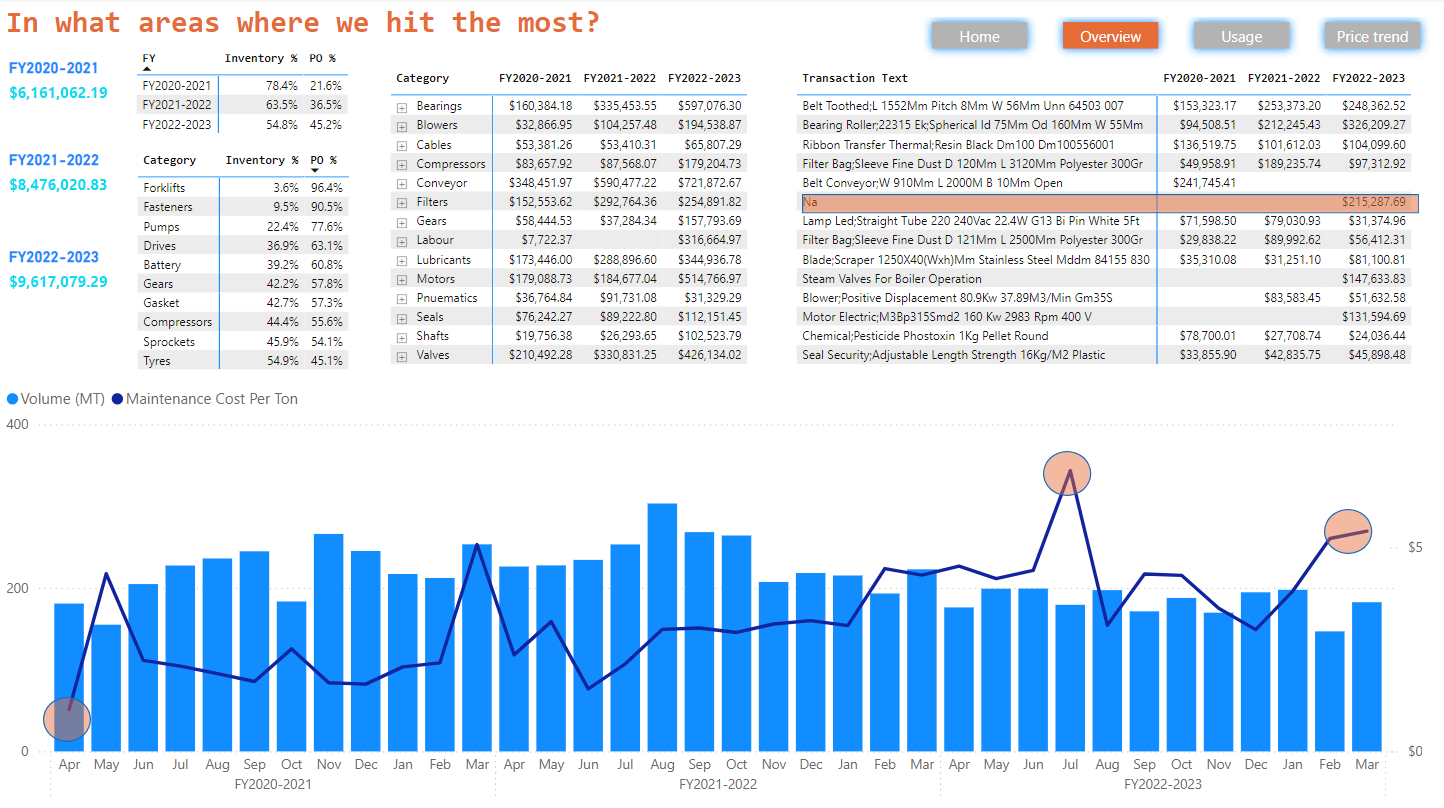 In what areas where we hit the most?
Home Overview Usage Price trend
FY2020-2021
$6,161,062.19
FY2021-2022
$8,476,020.83
FY2022-2023
$9,617,079.29
FY Inventory % PO %
FY2020-2021 78.4% 21.6%
FY2021-2022 63.5% 36.5%
FY2022-2023 54.8% 45.2%
Category Inventory % PO %
Forklifts 3.6% 96.4%
Fasteners 9.5% 90.5%
Pumps 22.4% 77.6%
Drives 36.9% 63.1%
Battery 39.2% 60.8%
Gears 42.2% 57.8%
Gasket 42.7% 57.3%
Compressors 44.4% 55.6%
Sprockets 45.9% 54.1%
Tyres 54.9% 45.1%
Category FY2020-2021 FY2021-2022 FY2022-2023
Bearings $160,384.18 $335,453.55 $597,076.30
Blowers $32,866.95 $104,257.48 $194,538.87
Cables $53,381.26 $53,410.31 $65,807.29
Compressors $83,657.92 $87,568.07 $179,204.73
Conveyor $348,451.97 $590,477.22 $721,872.67
Filters $152,553.62 $292,764.36 $254,891.82
Gears $58,444.53 $37,284.34 $157,793.69
Labour $7,722.37 $316,664.97
Lubricants $173,446.00 $288,896.60 $344,936.78
Motors $179,088.73 $184,677.04 $514,766.97
Pnuematics $36,764.84 $91,731.08 $31,329.29
Seals $76,242.27 $89,222.80 $112,151.45
Shafts $19,756.38 $26,293.65 $102,523.79
Valves $210,492.28 $330,831.25 $426,134.02
Transaction Text FY2020-2021 FY2021-2022 FY2022-2023
Belt Toothed;L 1552Mm Pitch 8Mm W 56Mm Unn 64503 007 $153,323.17 $253,373.20 $248,362.52
Bearing Roller;22315 Ek;Spherical Id 75Mm Od 160Mm W 55Mm $94,508.51 $212,245.43 $326,209.27
Ribbon Transfer Thermal;Resin Black Dm100 Dm100556001 $136,519.75 $101,612.03 $104,099.60
Filter Bag;Sleeve Fine Dust D 120Mm L 3120Mm Polyester 300Gr $49,958.91 $189,235.74 $97,312.92
Belt Conveyor;W 910Mm L 2000M B 10Mm Open $241,745.41
Na $215,287.69
Lamp Led;Straight Tube 220 240Vac 22.4W G13 Bi Pin White 5Ft $71,598.50 $79,030.93 $31,374.96
Filter Bag;Sleeve Fine Dust D 121Mm L 2500Mm Polyester 300Gr $29,838.22 $89,992.62 $56,412.31
Blade;Scraper 1250X40(Wxh)Mm Stainless Steel Mddm 84155 830 $35,310.08 $31,251.10 $81,100.81
Steam Valves For Boiler Operation $147,633.83
Blower;Positive Displacement 80.9Kw 37.89M3/Min Gm35S $83,583.45 $51,632.58
Motor Electric;M3Bp315Smd2 160 Kw 2983 Rpm 400 V $131,594.69
Chemical;Pesticide Phostoxin 1Kg Pellet Round $78,700.01 $27,708.74 $24,036.44
Seal Security;Adjustable Length Strength 16Kg/M2 Plastic $33,855.90 $42,835.75 $45,898.48
Volume (MT) Maintenance Cost Per Ton
400
200 $5
0 $0
Apr May Jun Jul Aug Sep Oct Nov Dec Jan Feb Mar Apr May Jun Jul Aug Sep Oct Nov Dec Jan Feb Mar Apr May Jun Jul Aug Sep Oct Nov Dec Jan Feb Mar
FY2020-2021 FY2021-2022 FY2022-2023